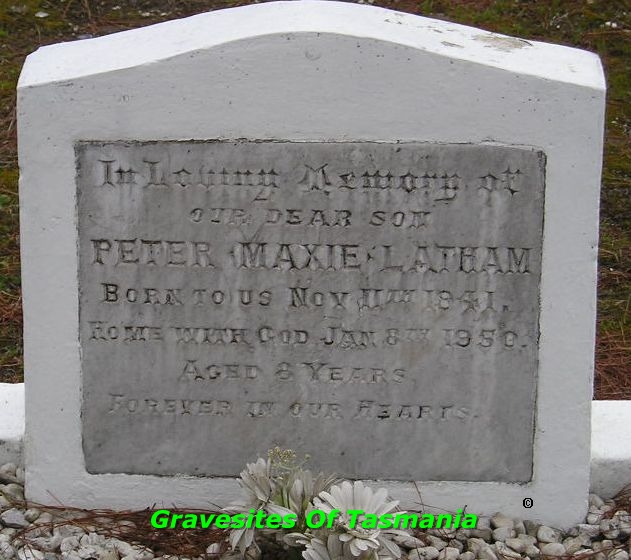 In Loving Memory of
OUR DEAR SON
PETER MAXIE LATHAM
BORN TO US NOV 11TH 1941.
HOME WITH GOD JAN 8TH 1950.
AGED 8 YEARS
FOREVER IN OUR HEARTS.
©
Gravesites Of Tasmania